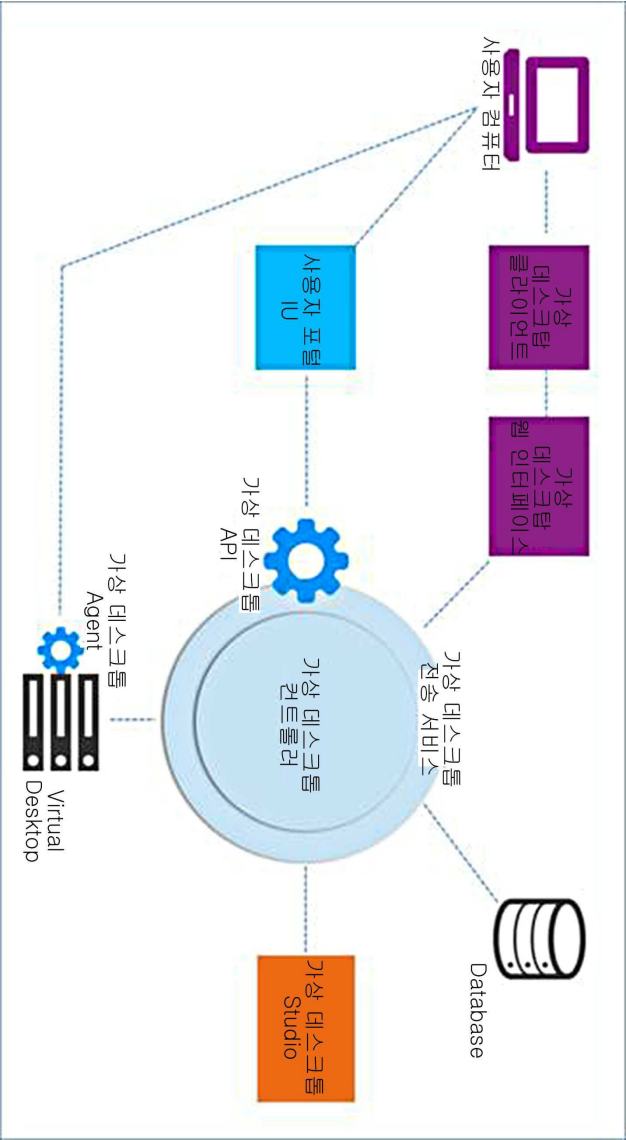 사용자 컴퓨터
가상
데스크탑
클라이언트
가상
데스크탑
웹 인터페이스
사용자 포털
IU
가상 데스크톱
API
가상 데스크톱
전송 서비스
가상 데스크톱
컨트롤러
Database
가상 데스크톱
Studio
가상 데스크톱
Agent
Virtual
Desktop